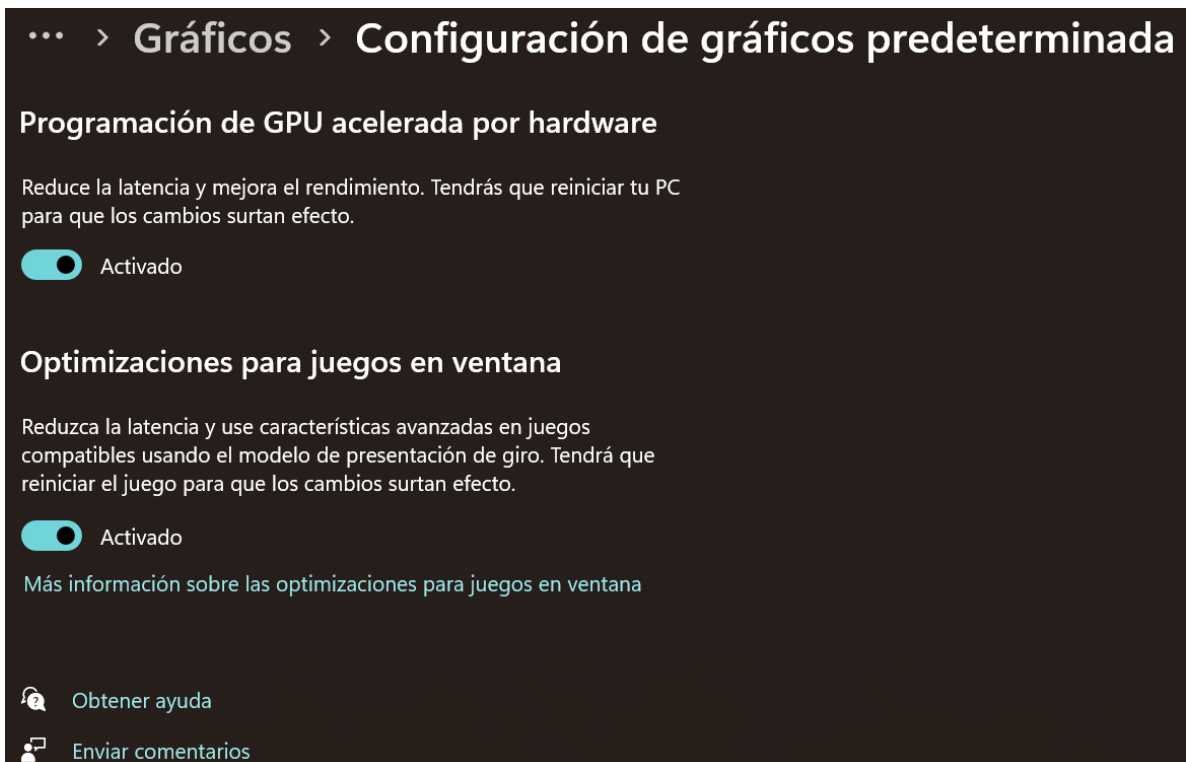 ··· > Gráficos > Configuración de gráficos predeterminada
Programación de GPU acelerada por hardware
Reduce la latencia y mejora el rendimiento. Tendrás que reiniciar tu PC
para que los cambios surtan efecto.
Activado
Optimizaciones para juegos en ventana
Reduzca la latencia y use características avanzadas en juegos
compatibles usando el modelo de presentación de giro. Tendrá que
reiniciar el juego para que los cambios surtan efecto.
Activado
Más información sobre las optimizaciones para juegos en ventana
Obtener ayuda
Enviar comentarios